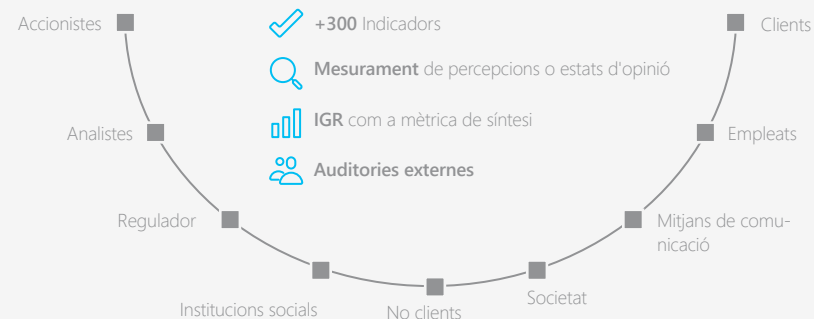 Accionistes
+300 Indicadors
Clients
Mesurament de percepcions o estats d'opinió
IGR com a mètrica de síntesi
Analistes
Empleats
Auditories externes
Regulador
Mitjans de comu-
nicació
Institucions socials
No clients
Societat